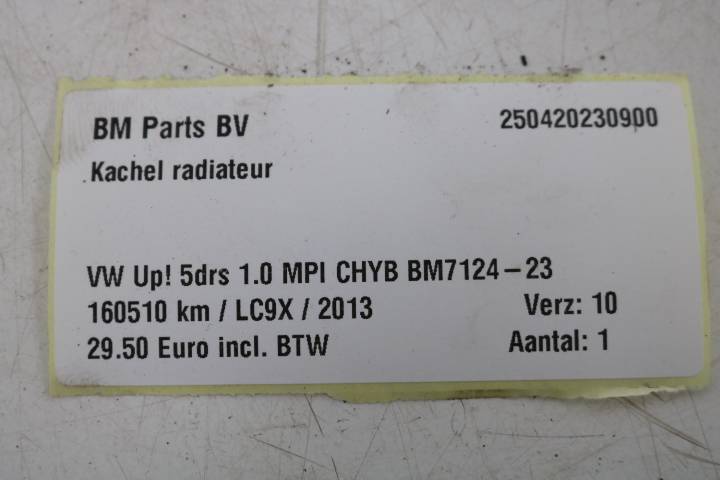 BM Parts BV 250420230900
Kachel radiateur
VW Up! 5drs 1.0 MPI CHYB BM7124-23
160510 km / LC9X / 2013 Verz: 10
29.50 Euro incl. BTW Aantal: 1